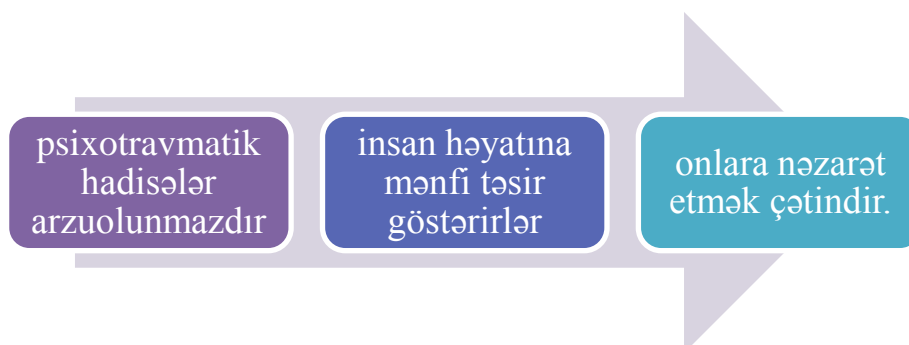 psixotravmatik
hadisələr
arzuolunmazdır
insan həyatına
mənfi təsir
göstərirlər
onlara nəzarət
etmək çətindir.